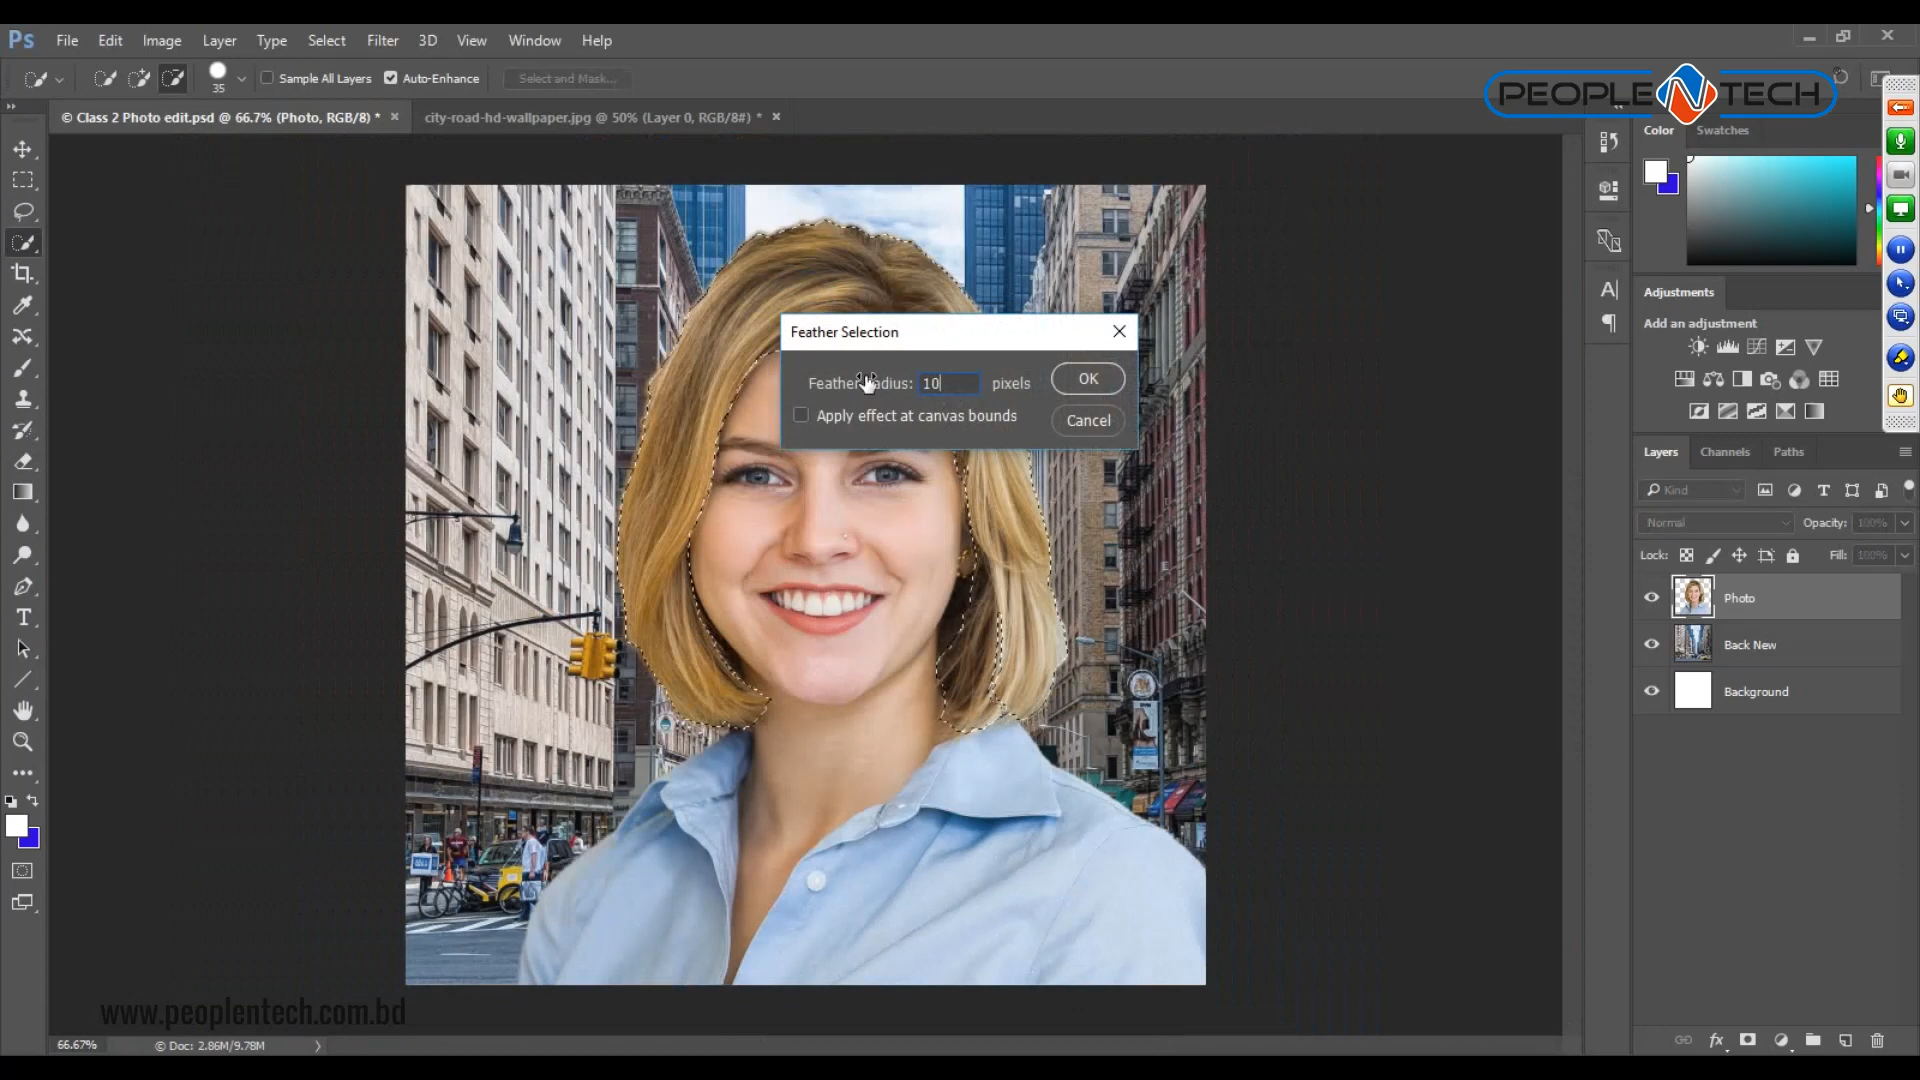 Ps File Edit Image Layer Type Select Filter 3D View Window Help
35 Sample All Layers Auto-Enhance Select and Mask...
PEOPLE N TECH
© Class 2 Photo edit.psd @ 66.7% (Photo, RGB/8) * city-road-hd-wallpaper.jpg @ 50% (Layer 0, RGB/8#) *
Color Swatches
Adjustments
Add an adjustment
Feather Selection
Feather Radius: 10 pixels
OK
Apply effect at canvas bounds
Cancel
Layers Channels Paths
Kind
Normal Opacity: 100%
Lock: Fill: 100%
Photo
Back New
Background
www.peoplentech.com.bd
66.67% © Doc: 2.86M/9.78M
fx